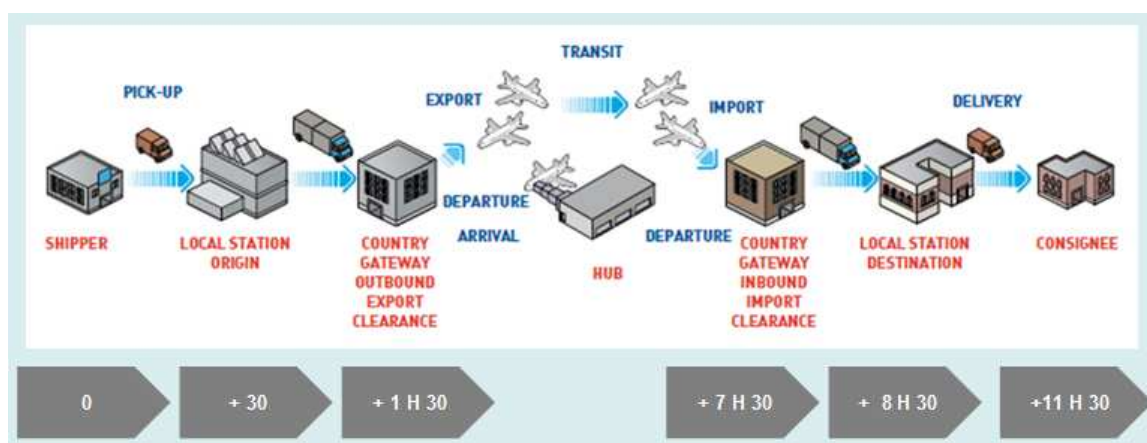 TRANSIT
PICK-UP
EXPORT
IMPORT
DELIVERY
DEPARTURE
ARRIVAL
DEPARTURE
SHIPPER
LOCAL STATION
ORIGIN
COUNTRY
GATEWAY
OUTBOUND
EXPORT
CLEARANCE
HUB
COUNTRY
GATEWAY
INBOUND
IMPORT
CLEARANCE
LOCAL STATION
DESTINATION
CONSIGNEE
0
+ 30
+ 1 H 30
+ 7 H 30
+ 8 H 30
+11 H 30